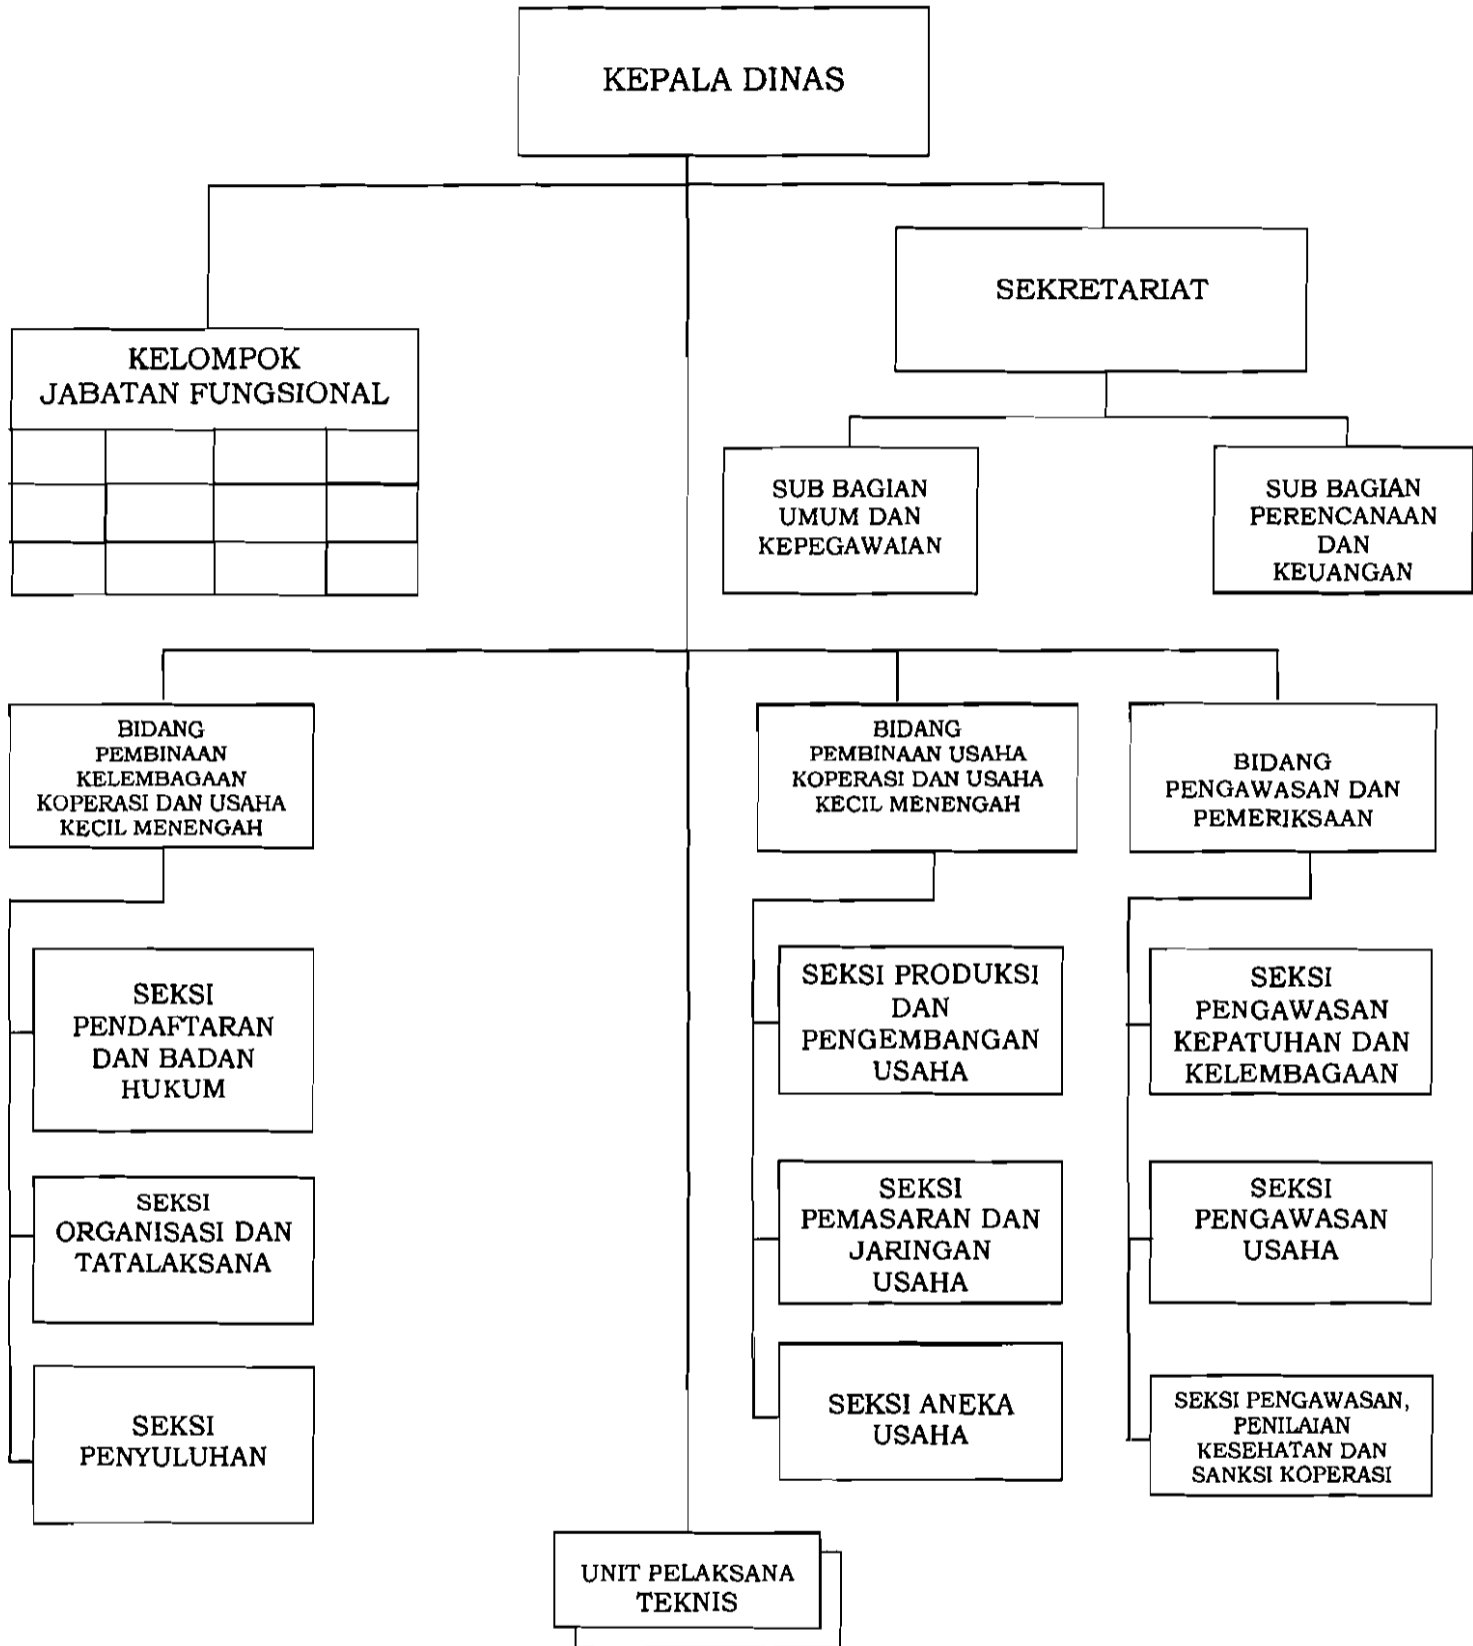 KEPALA DINAS
SEKRETARIAT
KELOMPOK
JABATAN FUNGSIONAL
SUB BAGIAN
UMUM DAN
KEPEGAWAIAN
SUB BAGIAN
PERENCANAAN
DAN
KEUANGAN
BIDANG
PEMBINAAN
KELEMBAGAAN
KOPERASI DAN USAHA
KECIL MENENGAH
BIDANG
PEMBINAAN USAHA
KOPERASI DAN USAHA
KECIL MENENGAH
BIDANG
PENGAWASAN DAN
PEMERIKSAAN
SEKSI
PENDAFTARAN
DAN BADAN
HUKUM
SEKSI
ORGANISASI DAN
TATALAKSANA
SEKSI
PENYULUHAN
SEKSI PRODUKSI
DAN
PENGEMBANGAN
USAHA
SEKSI
PEMASARAN DAN
JARINGAN
USAHA
SEKSI ANEKA
USAHA
SEKSI
PENGAWASAN
KEPATUHAN DAN
KELEMBAGAAN
SEKSI
PENGAWASAN
USAHA
SEKSI PENGAWASAN,
PENILAIAN
KESEHATAN DAN
SANKSI KOPERASI
UNIT PELAKSANA
TEKNIS